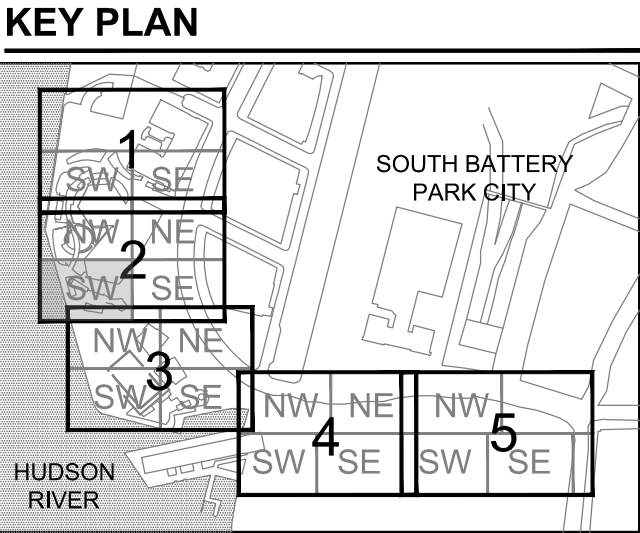 KEY PLAN
1
SW SE
SOUTH BATTERY
PARK CITY
NW NE
2
SW SE
NW NE
3
SW SE
NW NE
4
SW SE
NW
5
SW SE
HUDSON
RIVER